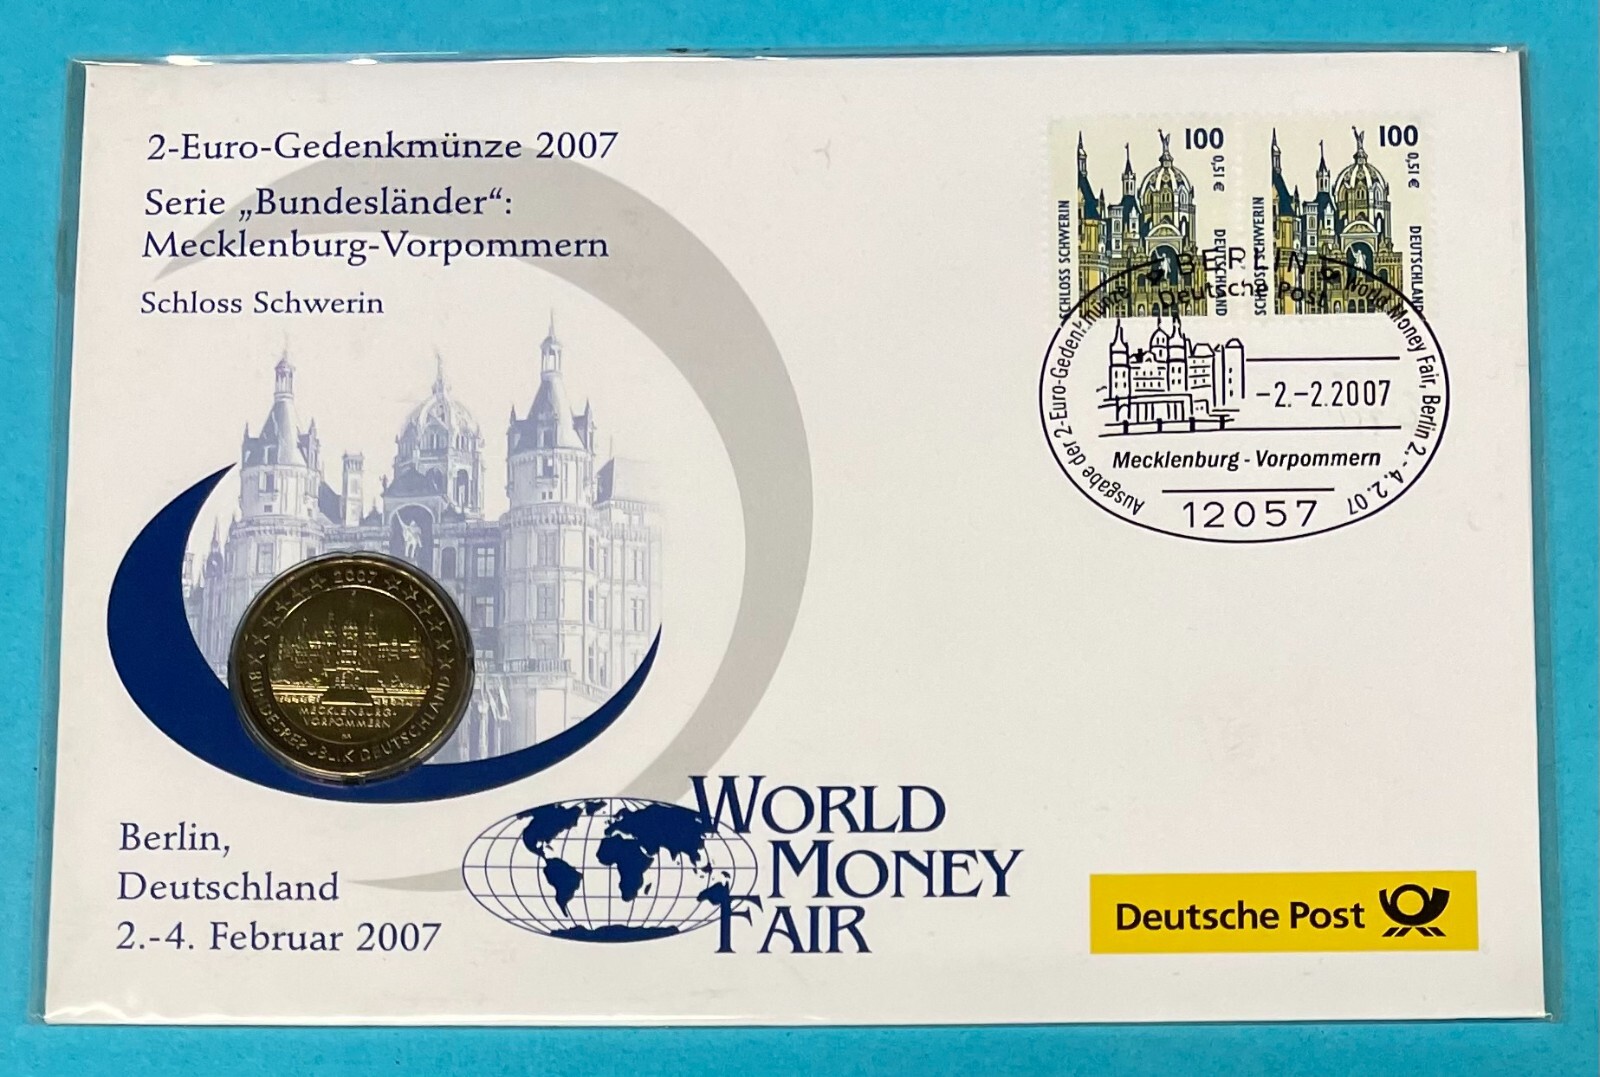 2-Euro-Gedenkmünze 2007
Serie „Bundesländer“:
Mecklenburg-Vorpommern
Schloss Schwerin
100
0,51 €
SCHLOSS SCHWERIN
DEUTSCHLAND
100
0,51 €
SCHLOSS SCHWERIN
DEUTSCHLAND
BERLIN
Deutsche Post
Ausgabe der 2-Euro-Gedenkmünze
World Money Fair, Berlin 2.-4.2.07
-2.-2.2007
Mecklenburg - Vorpommern
12057
2007
MECKLENBURG-
VORPOMMERN
BUNDESREPUBLIK DEUTSCHLAND
Berlin,
Deutschland
2.-4. Februar 2007
WORLD
MONEY
FAIR
Deutsche Post